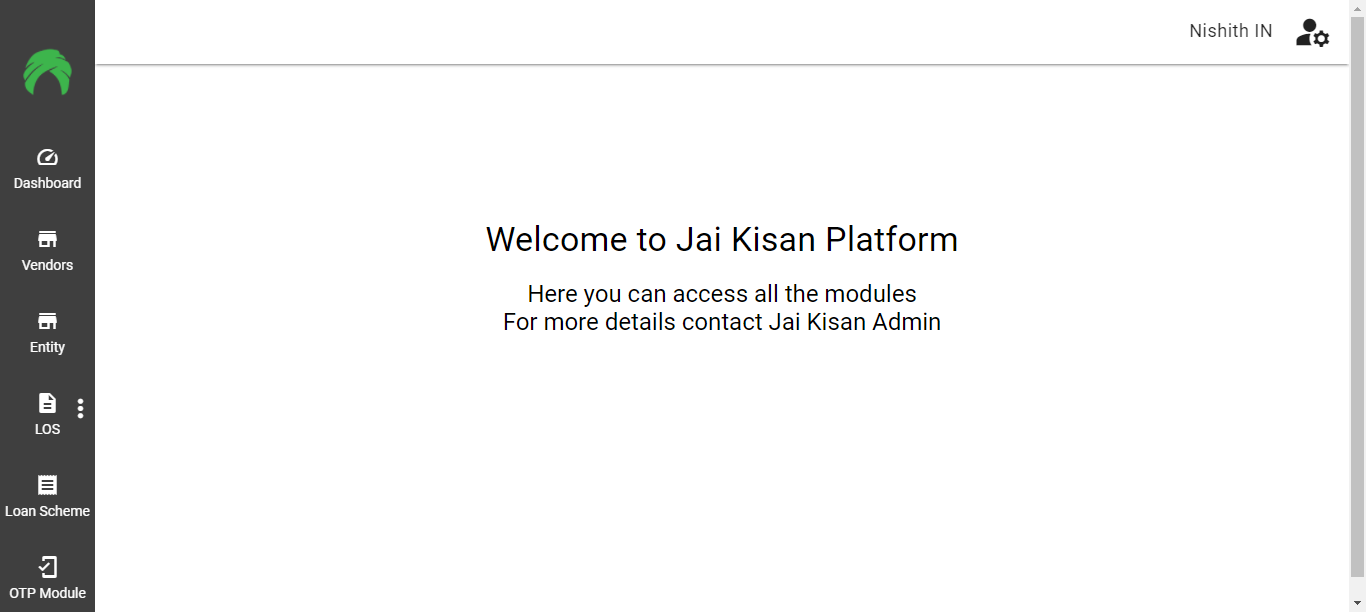 Nishith IN
Dashboard
Vendors
Entity
LOS
Loan Scheme
OTP Module
Welcome to Jai Kisan Platform
Here you can access all the modules
For more details contact Jai Kisan Admin